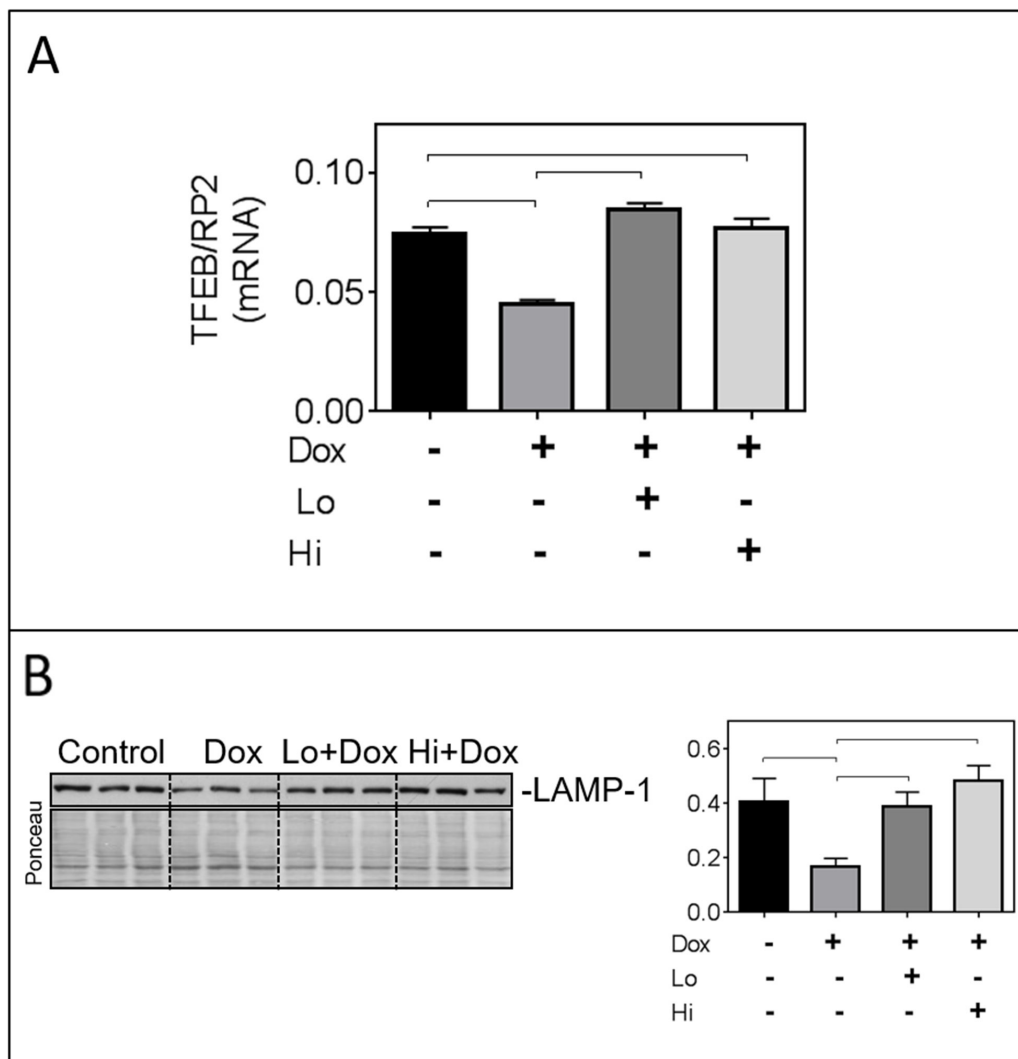 A
TFEB/RP2
(mRNA)
0.10
0.05
0.00
Dox - + + +
Lo - - + -
Hi - - - +
B
Control Dox Lo+Dox Hi+Dox
-LAMP-1
Ponceau
0.6
0.4
0.2
0.0
Dox - + + +
Lo - - + -
Hi - - - +